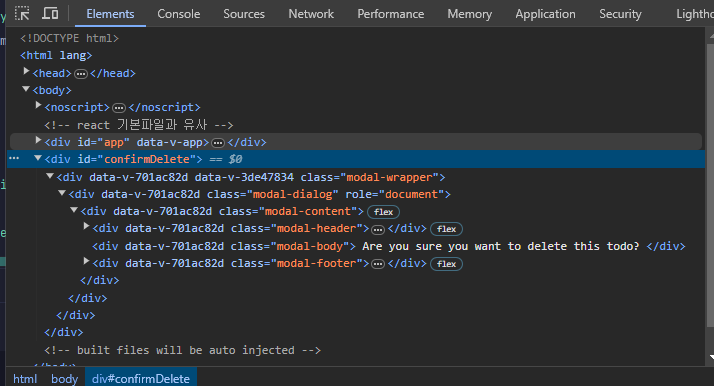 Elements Console Sources Network Performance Memory Application Security Todo Lighth
<!DOCTYPE html>
<html lang>
<head>…</head>
<body>
<noscript>…</noscript>
<!-- react 기본파일과 유사 -->
<div id="app" data-v-app>…</div>
… <div id="confirmDelete"> == $0
<div data-v-701ac82d data-v-3de47834 class="modal-wrapper">
<div data-v-701ac82d class="modal-dialog" role="document">
<div data-v-701ac82d class="modal-content"> flex
<div data-v-701ac82d class="modal-header">…</div> flex
<div data-v-701ac82d class="modal-body"> Are you sure you want to delete this todo? </div>
<div data-v-701ac82d class="modal-footer">…</div> flex
</div>
</div>
</div>
</div>
<!-- built files will be auto injected -->
</body>
html body div#confirmDelete